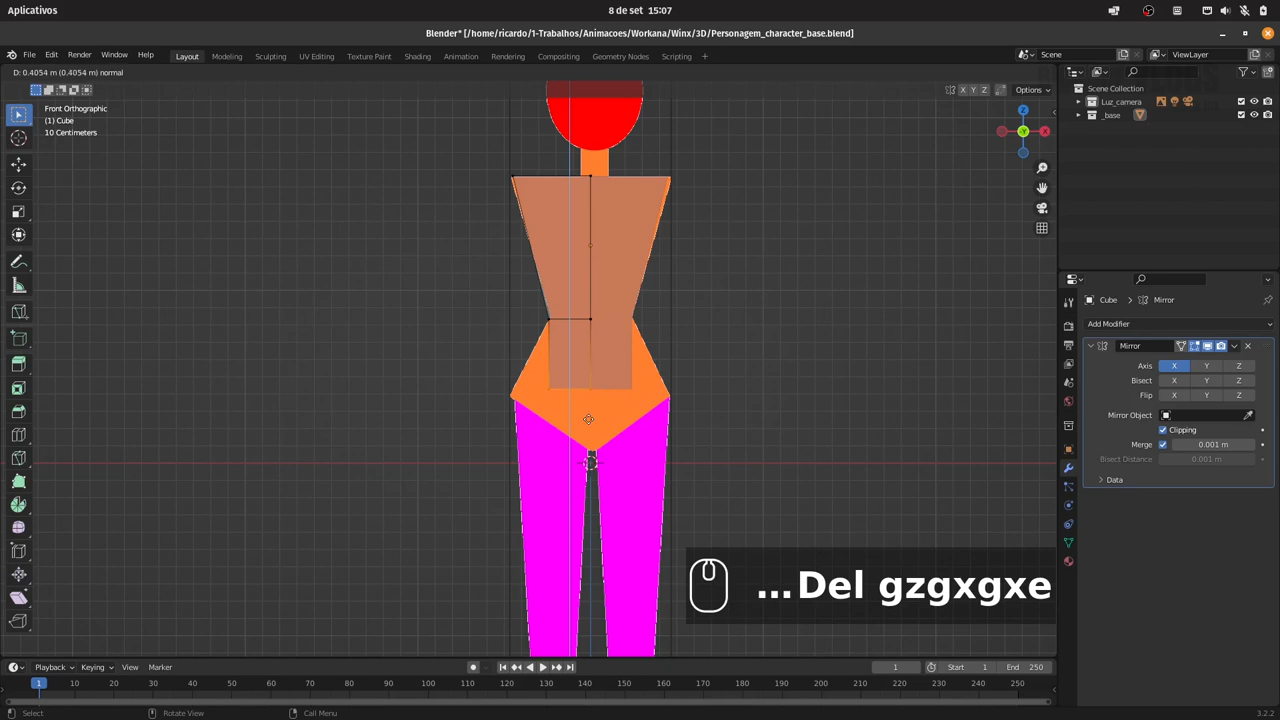 Aplicativos
8 de set 15:07
Blender* [/home/ricardo/1-Trabalhos/Animacoes/Workana/Winx/3D/Personagem_character_base.blend]
File Edit Render Window Help
Layout Modeling Sculpting UV Editing Texture Paint Shading Animation Rendering Compositing Geometry Nodes Scripting +
Scene
ViewLayer
D: 0.4054 m (0.4054 m) normal
X Y Z Options
Front Orthographic
(1) Cube
10 Centimeters
Z
Y
X
Scene Collection
Luz_camera
_base
Cube > Mirror
Add Modifier
Mirror
Axis X Y Z
Bisect X Y Z
Flip X Y Z
Mirror Object
Clipping
Merge 0.001 m
Bisect Distance 0.001 m
Data
...Del gzgxgxe
Playback Keying View Marker
1 Start 1 End 250
1 10 20 30 40 50 60 70 80 90 100 110 120 130 140 150 160 170 180 190 200 210 220 230 240 250
Select Rotate View Call Menu
3.2.2